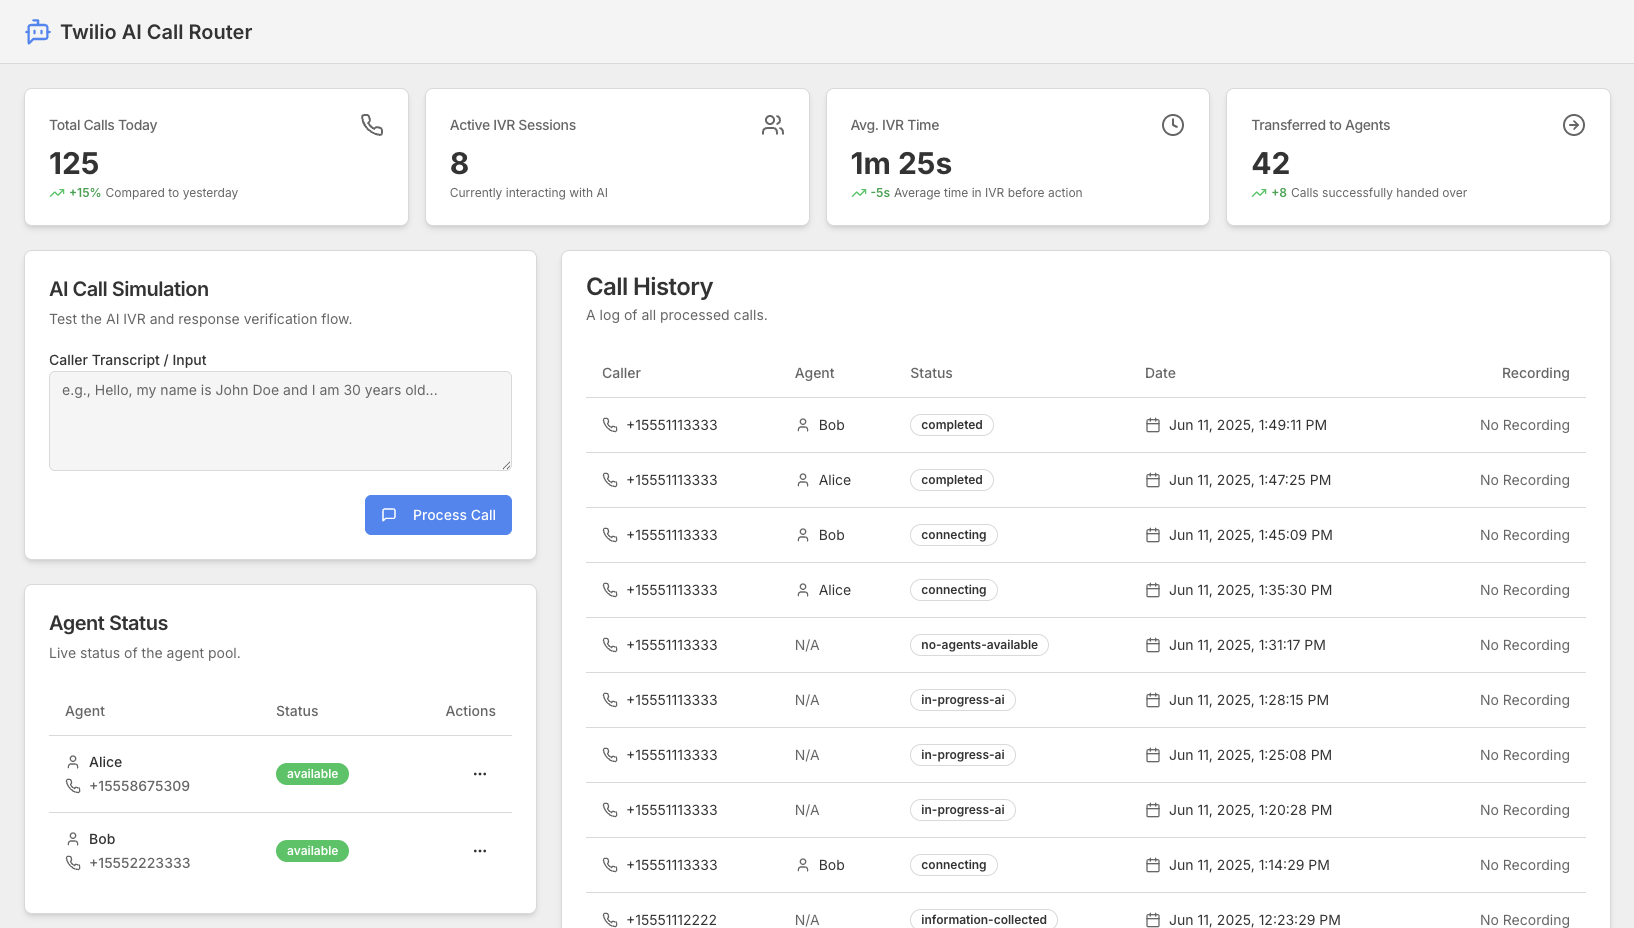 Twilio AI Call Router
Total Calls Today
125
+15% Compared to yesterday
Active IVR Sessions
8
Currently interacting with AI
Avg. IVR Time
1m 25s
-5s Average time in IVR before action
Transferred to Agents
42
+8 Calls successfully handed over
AI Call Simulation
Test the AI IVR and response verification flow.
Caller Transcript / Input
e.g., Hello, my name is John Doe and I am 30 years old...
Process Call
Agent Status
Live status of the agent pool.
Agent Status Actions
Alice
+15558675309
available
Bob
+15552223333
available
Call History
A log of all processed calls.
Caller Agent Status Date Recording
+15551113333 Bob completed Jun 11, 2025, 1:49:11 PM No Recording
+15551113333 Alice completed Jun 11, 2025, 1:47:25 PM No Recording
+15551113333 Bob connecting Jun 11, 2025, 1:45:09 PM No Recording
+15551113333 Alice connecting Jun 11, 2025, 1:35:30 PM No Recording
+15551113333 N/A no-agents-available Jun 11, 2025, 1:31:17 PM No Recording
+15551113333 N/A in-progress-ai Jun 11, 2025, 1:28:15 PM No Recording
+15551113333 N/A in-progress-ai Jun 11, 2025, 1:25:08 PM No Recording
+15551113333 N/A in-progress-ai Jun 11, 2025, 1:20:28 PM No Recording
+15551113333 Bob connecting Jun 11, 2025, 1:14:29 PM No Recording
+15551112222 N/A information-collected Jun 11, 2025, 12:23:29 PM No Recording